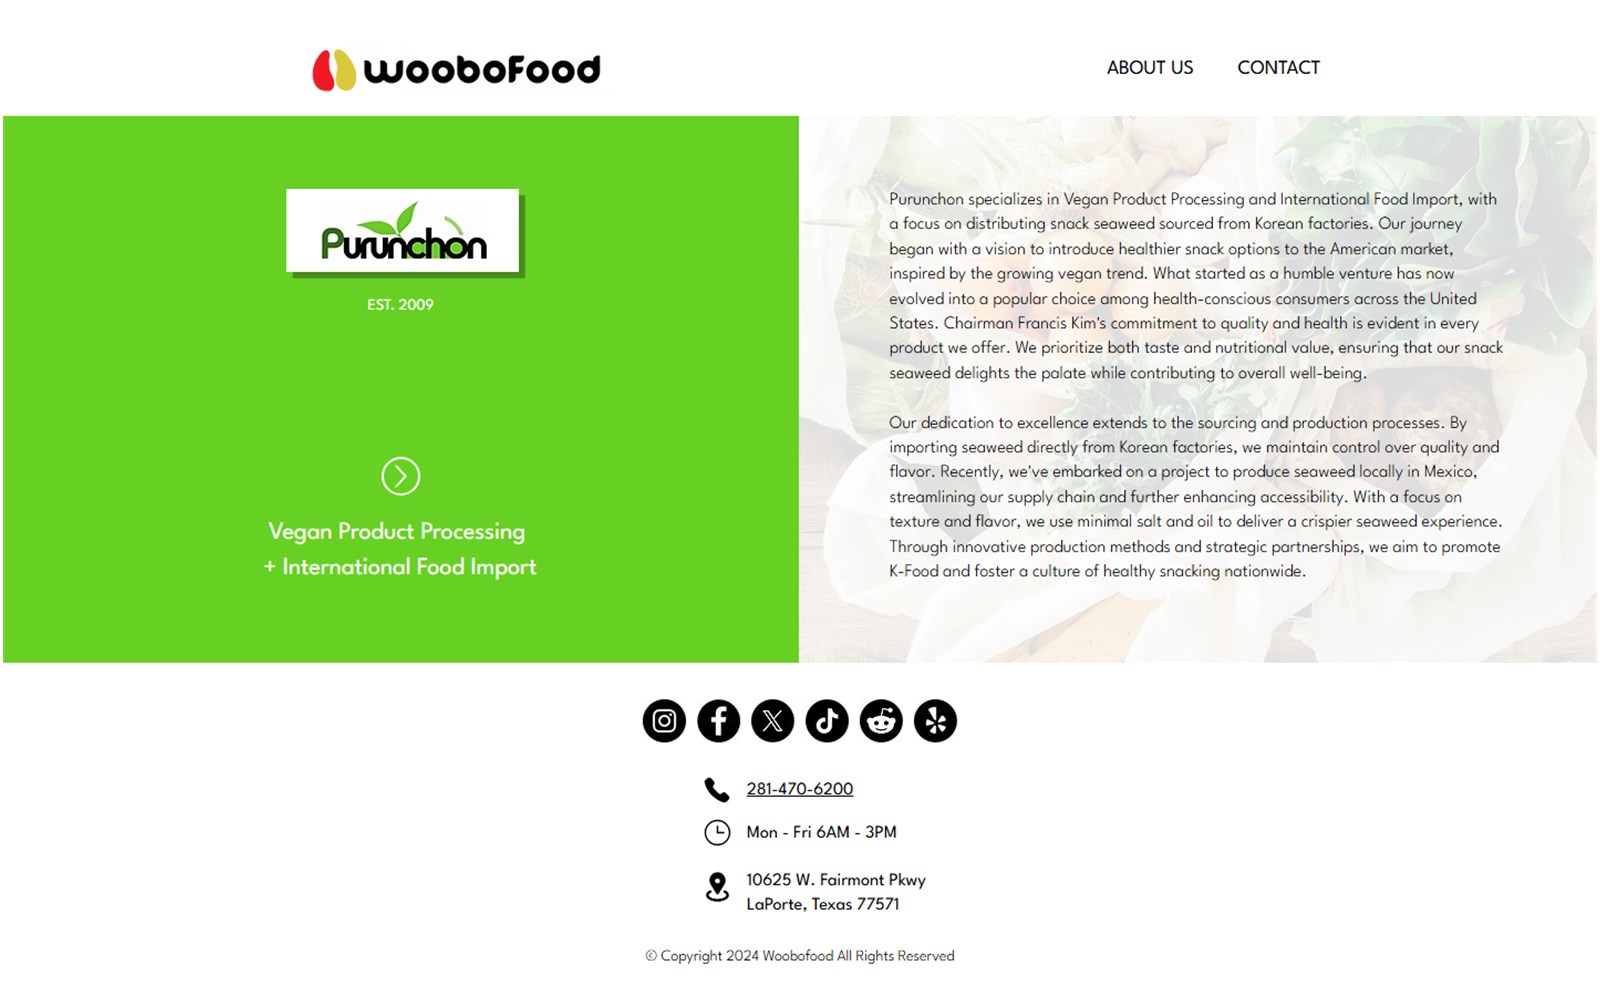 wooboFood
ABOUT US
CONTACT
Purunchon
EST. 2009
Vegan Product Processing
+ International Food Import
Purunchon specializes in Vegan Product Processing and International Food Import, with
a focus on distributing snack seaweed sourced from Korean factories. Our journey
began with a vision to introduce healthier snack options to the American market,
inspired by the growing vegan trend. What started as a humble venture has now
evolved into a popular choice among health-conscious consumers across the United
States. Chairman Francis Kim's commitment to quality and health is evident in every
product we offer. We prioritize both taste and nutritional value, ensuring that our snack
seaweed delights the palate while contributing to overall well-being.
Our dedication to excellence extends to the sourcing and production processes. By
importing seaweed directly from Korean factories, we maintain control over quality and
flavor. Recently, we've embarked on a project to produce seaweed locally in Mexico,
streamlining our supply chain and further enhancing accessibility. With a focus on
texture and flavor, we use minimal salt and oil to deliver a crispier seaweed experience.
Through innovative production methods and strategic partnerships, we aim to promote
K-Food and foster a culture of healthy snacking nationwide.
281-470-6200
Mon - Fri 6AM - 3PM
10625 W. Fairmont Pkwy
LaPorte, Texas 77571
© Copyright 2024 Woobofood All Rights Reserved